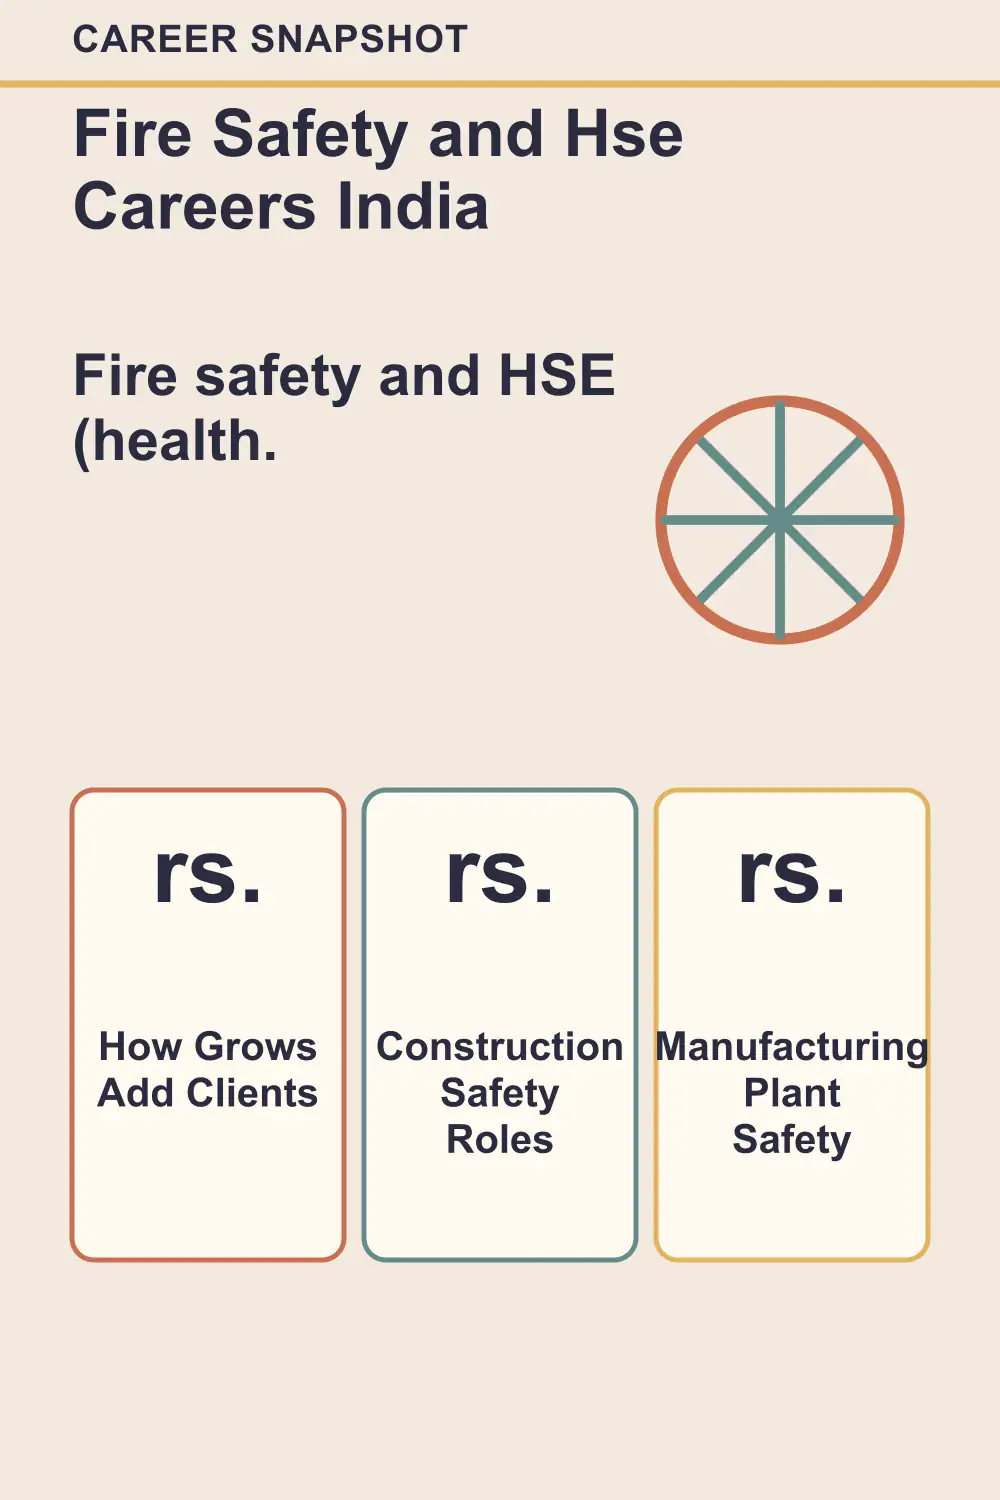 CAREER SNAPSHOT
Fire Safety and Hse
Careers India
Fire safety and HSE
(health.
rs.
How Grows
Add Clients
rs.
Construction
Safety
Roles
rs.
Manufacturing
Plant
Safety